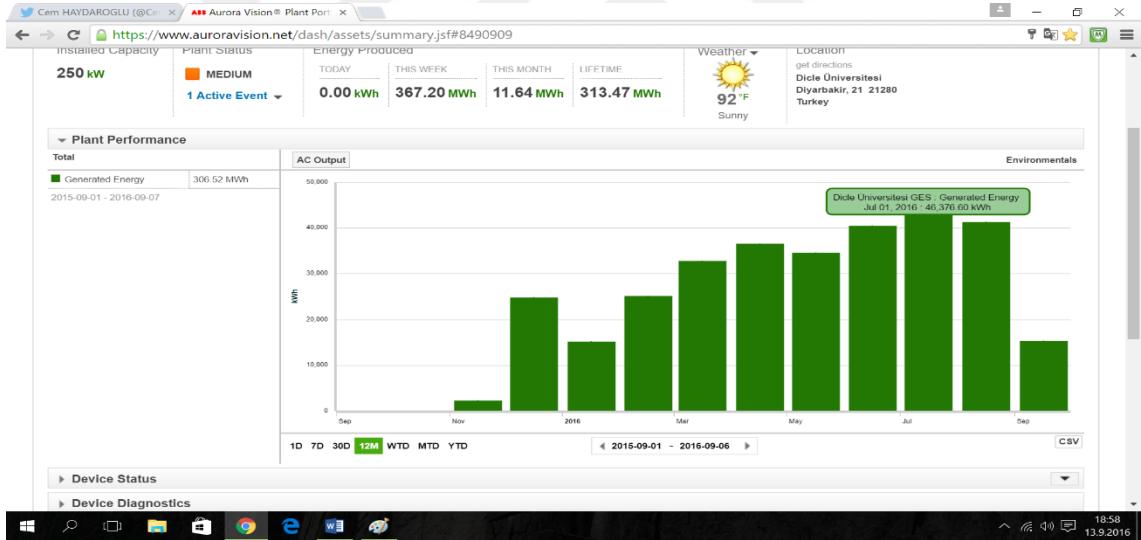 Cem HAYDAROGLU (@Ce
ABB Aurora Vision® Plant Port
https://www.auroravision.net/dash/assets/summary.jsf#8490909
Installed Capacity
250 kW
Plant Status
MEDIUM
1 Active Event
Energy Produced
TODAY THIS WEEK THIS MONTH LIFETIME
0.00 kWh 367.20 MWh 11.64 MWh 313.47 MWh
Weather
92 °F
Sunny
Location
get directions
Dicle Üniversitesi
Diyarbakir, 21 21280
Turkey
Plant Performance
Total
Generated Energy 306.52 MWh
2015-09-01 - 2016-09-07
AC Output
Environmentals
50,000
40,000
30,000
20,000
10,000
0
kWh
Dicle Üniversitesi GES : Generated Energy
Jul 01, 2016 : 46,376.60 kWh
Sep Nov 2016 Mar May Jul Sep
1D 7D 30D 12M WTD MTD YTD
2015-09-01 - 2016-09-06
CSV
Device Status
Device Diagnostics
18:58
13.9.2016